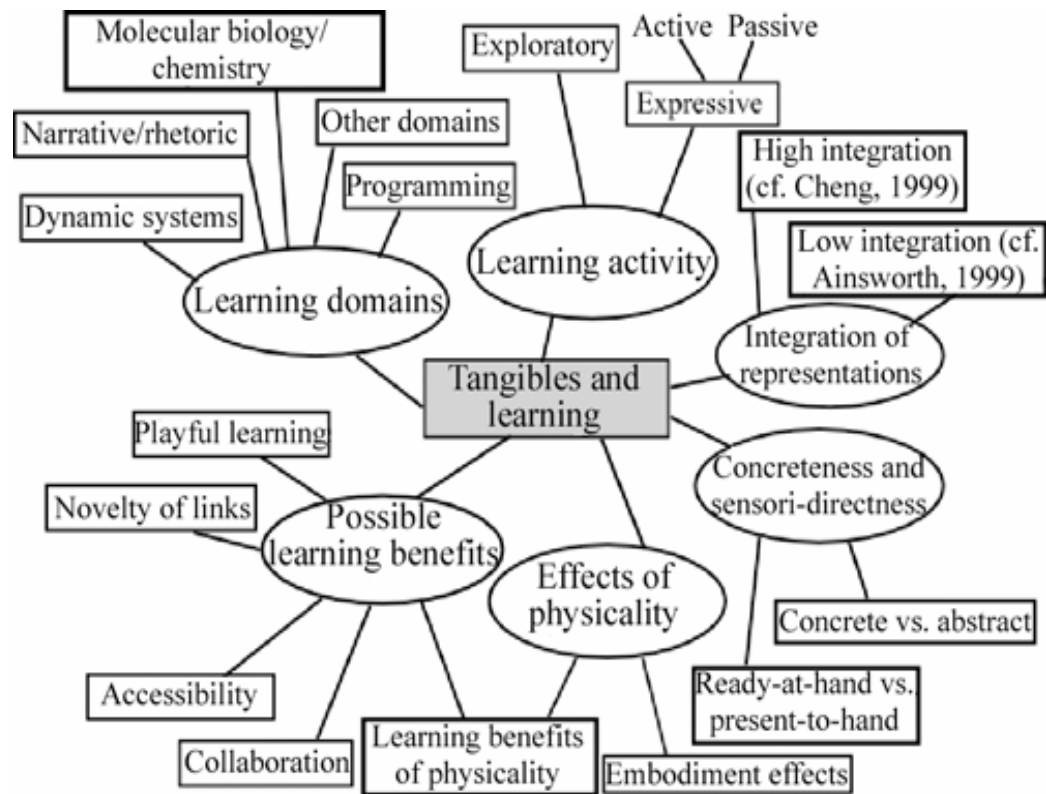 Molecular biology/
chemistry
Narrative/rhetoric
Dynamic systems
Other domains
Programming
Learning domains
Exploratory
Active Passive
Expressive
Learning activity
High integration
(cf. Cheng, 1999)
Low integration (cf.
Ainsworth, 1999)
Integration of
representations
Tangibles and
learning
Concreteness and
sensori-directness
Concrete vs. abstract
Ready-at-hand vs.
present-to-hand
Playful learning
Novelty of links
Possible
learning benefits
Accessibility
Collaboration
Learning benefits
of physicality
Effects of
physicality
Embodiment effects